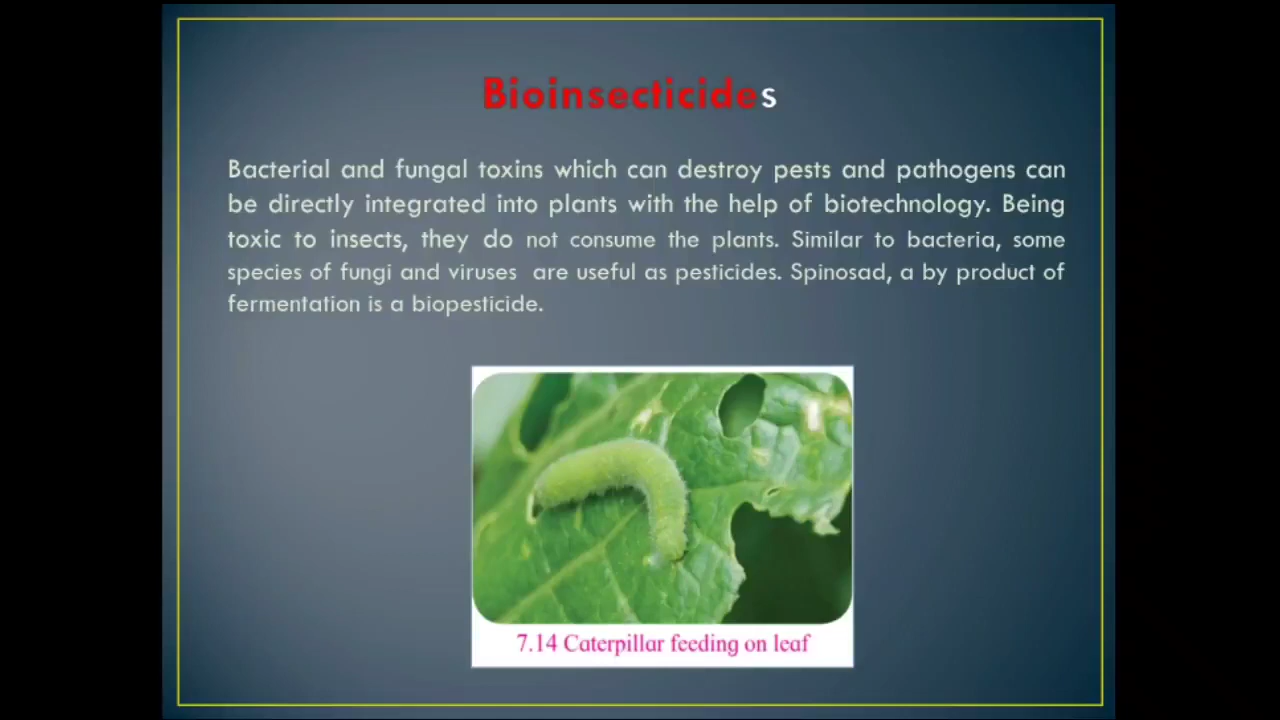 Bioinsecticides
Bacterial and fungal toxins which can destroy pests and pathogens can
be directly integrated into plants with the help of biotechnology. Being
toxic to insects, they do not consume the plants. Similar to bacteria, some
species of fungi and viruses are useful as pesticides. Spinosad, a by product of
fermentation is a biopesticide.
7.14 Caterpillar feeding on leaf